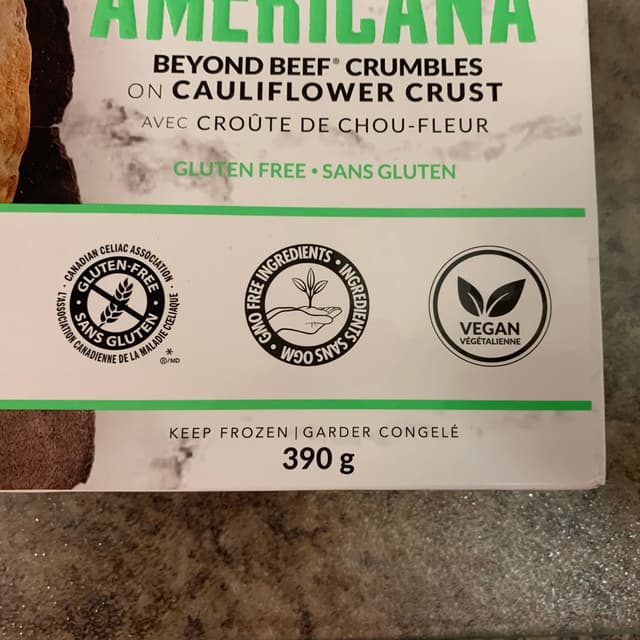 AMERICANA
BEYOND BEEF® CRUMBLES
ON CAULIFLOWER CRUST
AVEC CROÛTE DE CHOU-FLEUR
GLUTEN FREE • SANS GLUTEN
CANADIAN CELIAC ASSOCIATION
L'ASSOCIATION CANADIENNE DE LA MALADIE CŒLIAQUE
GLUTEN-FREE
SANS GLUTEN
*
®/MD
GMO FREE INGREDIENTS • INGREDIENTS SANS OGM •
VEGAN
VÉGÉTALIENNE
KEEP FROZEN | GARDER CONGELÉ
390 g